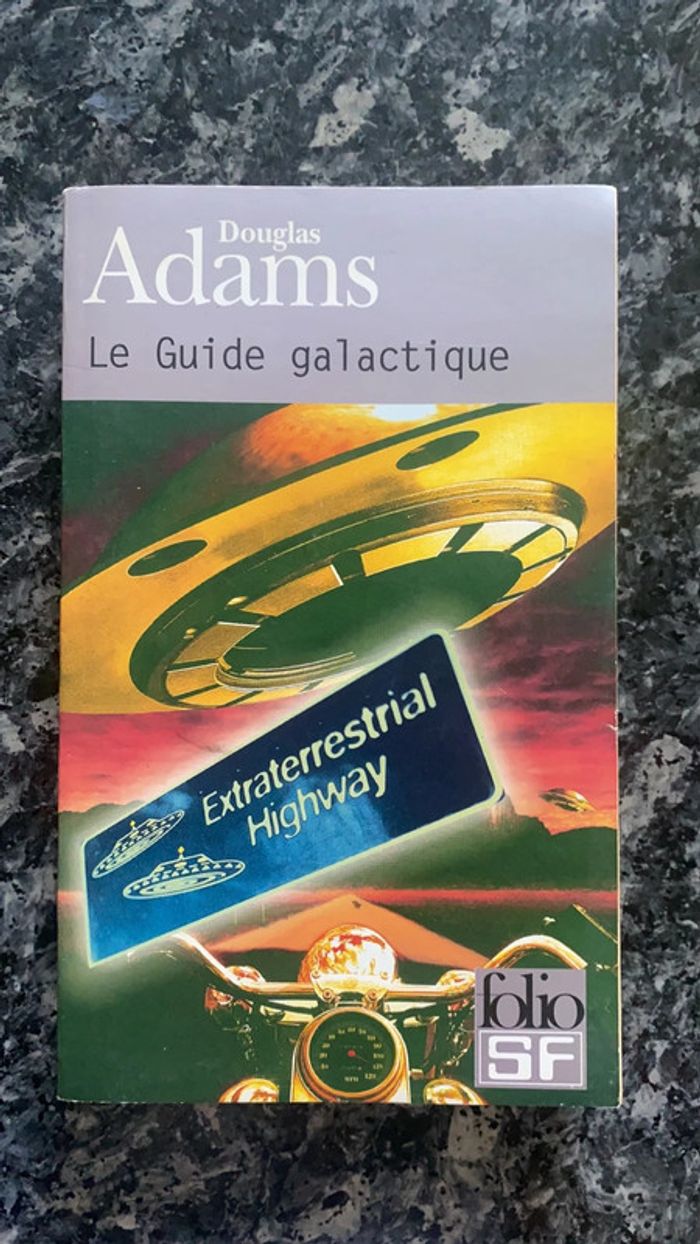 Douglas
Adams
Le Guide galactique
Extraterrestrial
Highway
folio
SF